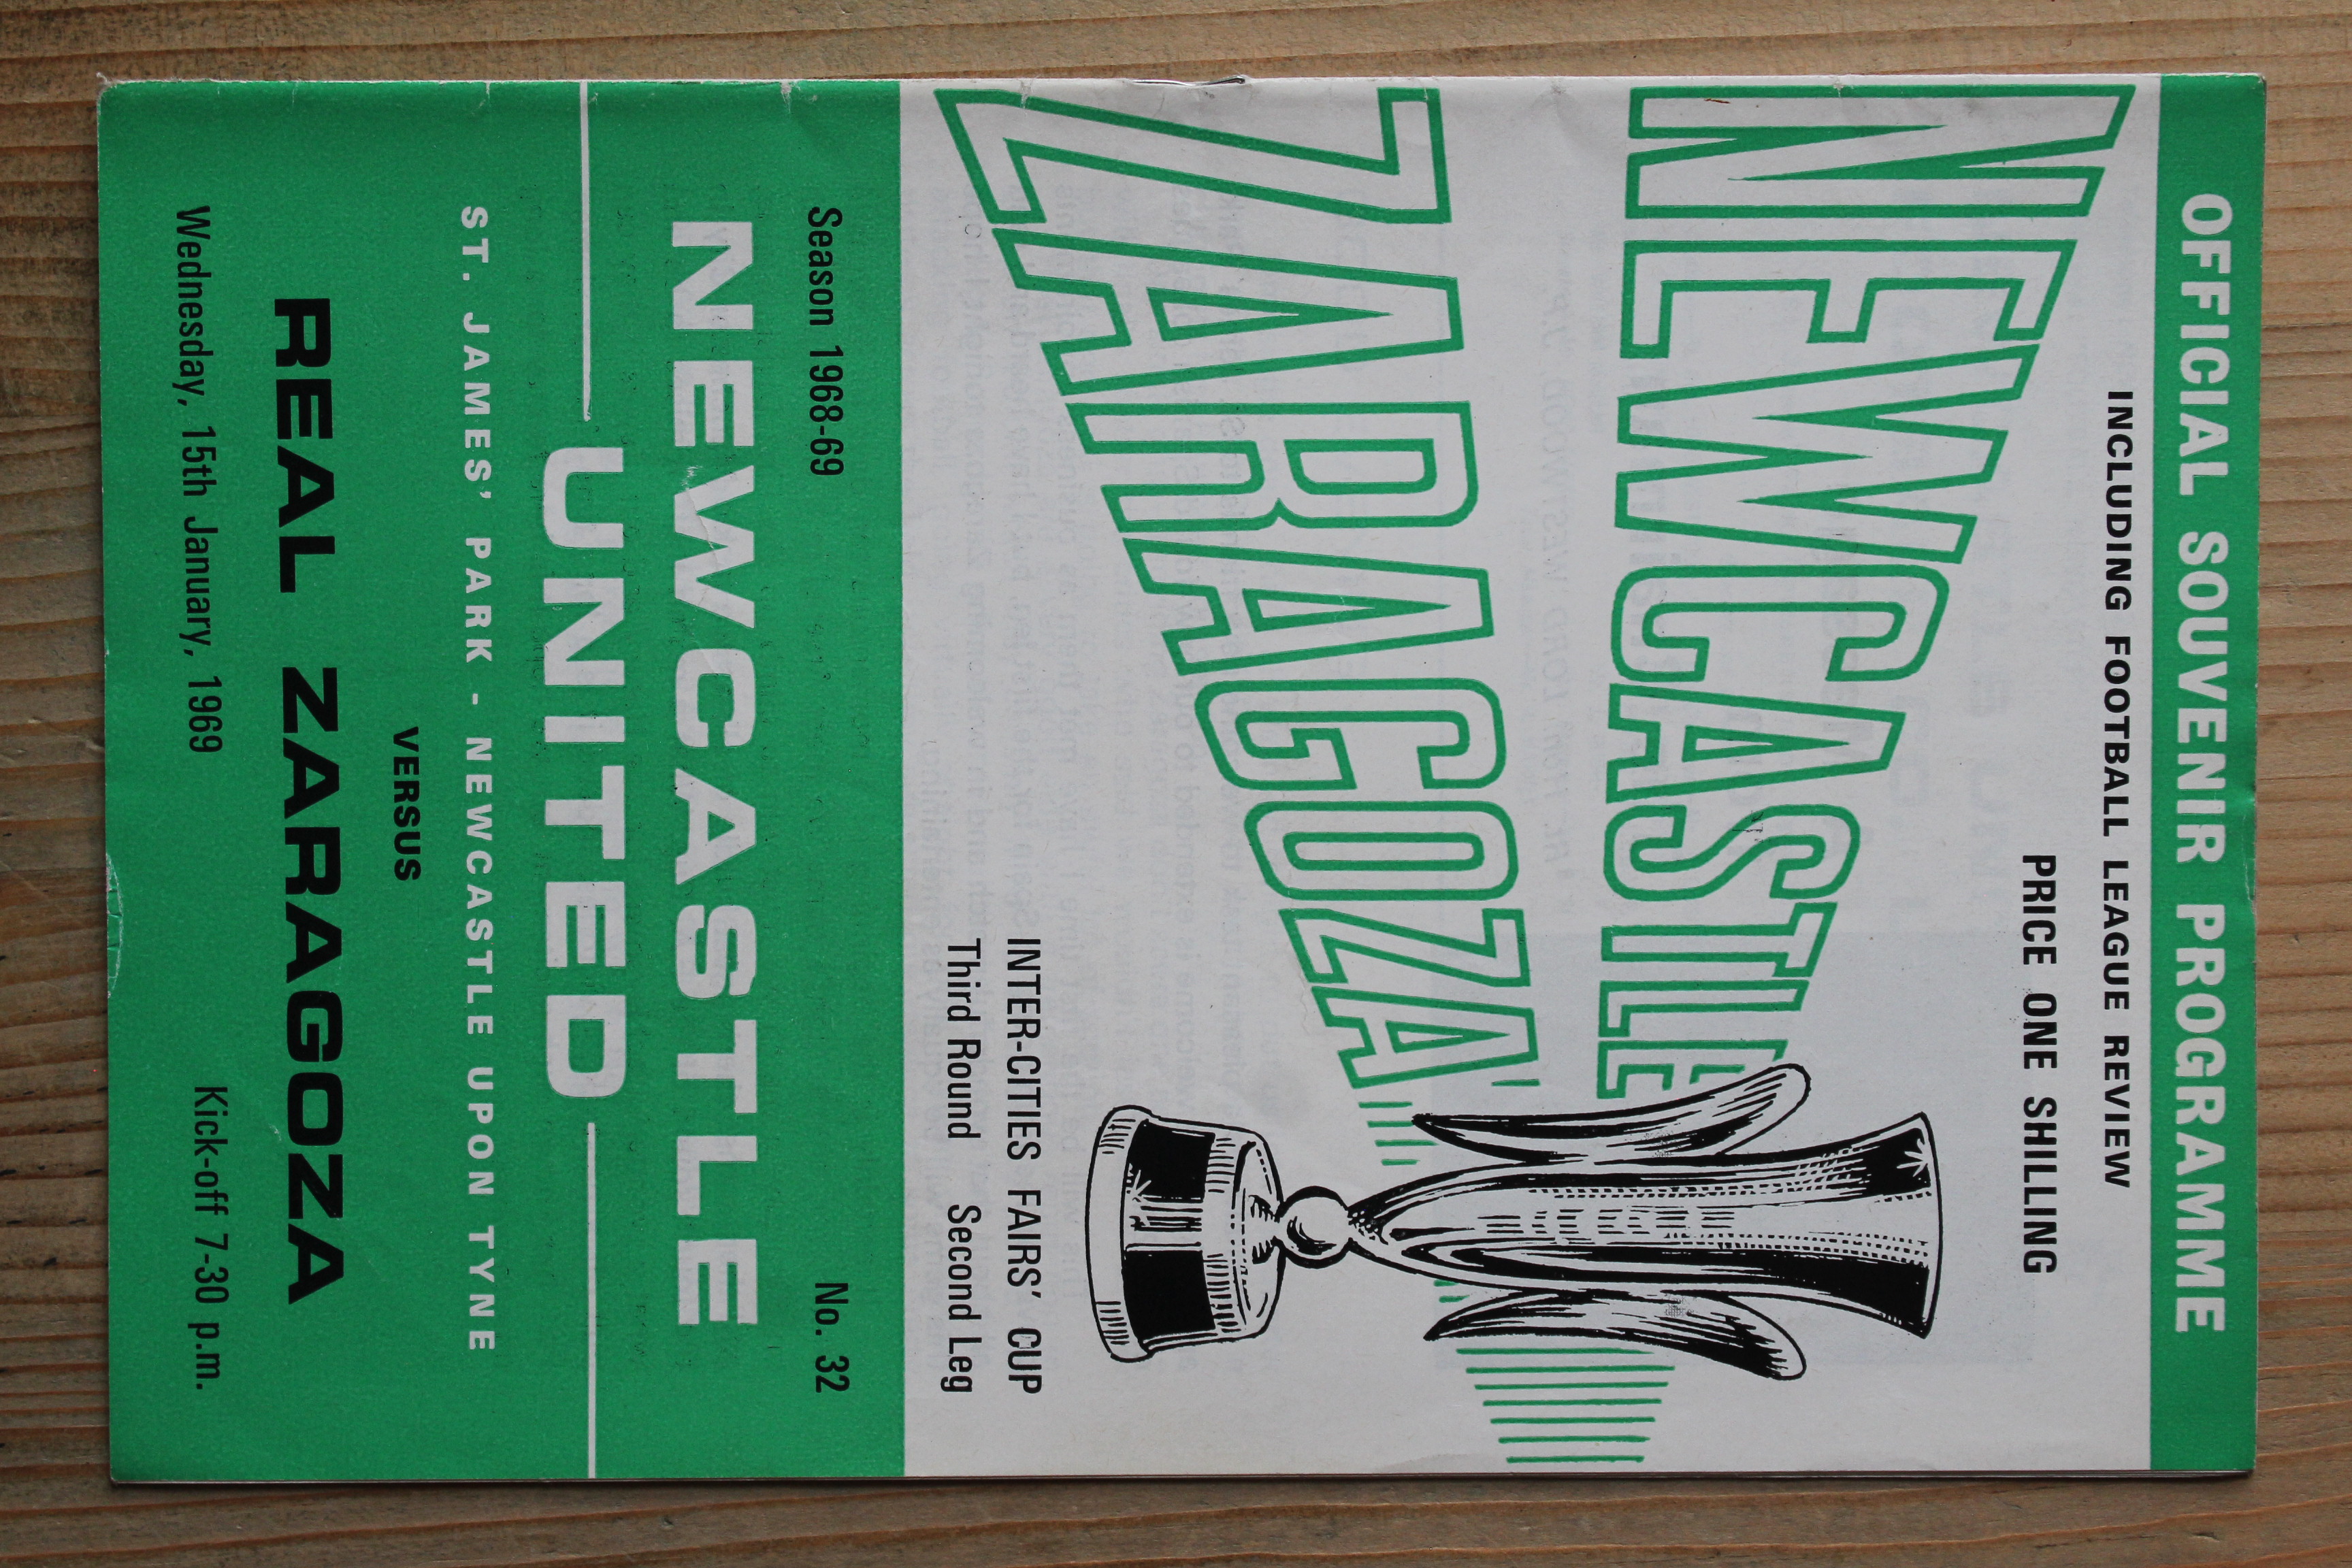 OFFICIAL SOUVENIR PROGRAMME
INCLUDING FOOTBALL LEAGUE REVIEW
PRICE ONE SHILLING
NEWCASTLE
ZARAGOZA
INTER-CITIES FAIRS' CUP
Third Round Second Leg
Season 1968-69 No. 32
NEWCASTLE
UNITED
ST. JAMES' PARK - NEWCASTLE UPON TYNE
VERSUS
REAL ZARAGOZA
Wednesday, 15th January, 1969 Kick-off 7-30 p.m.